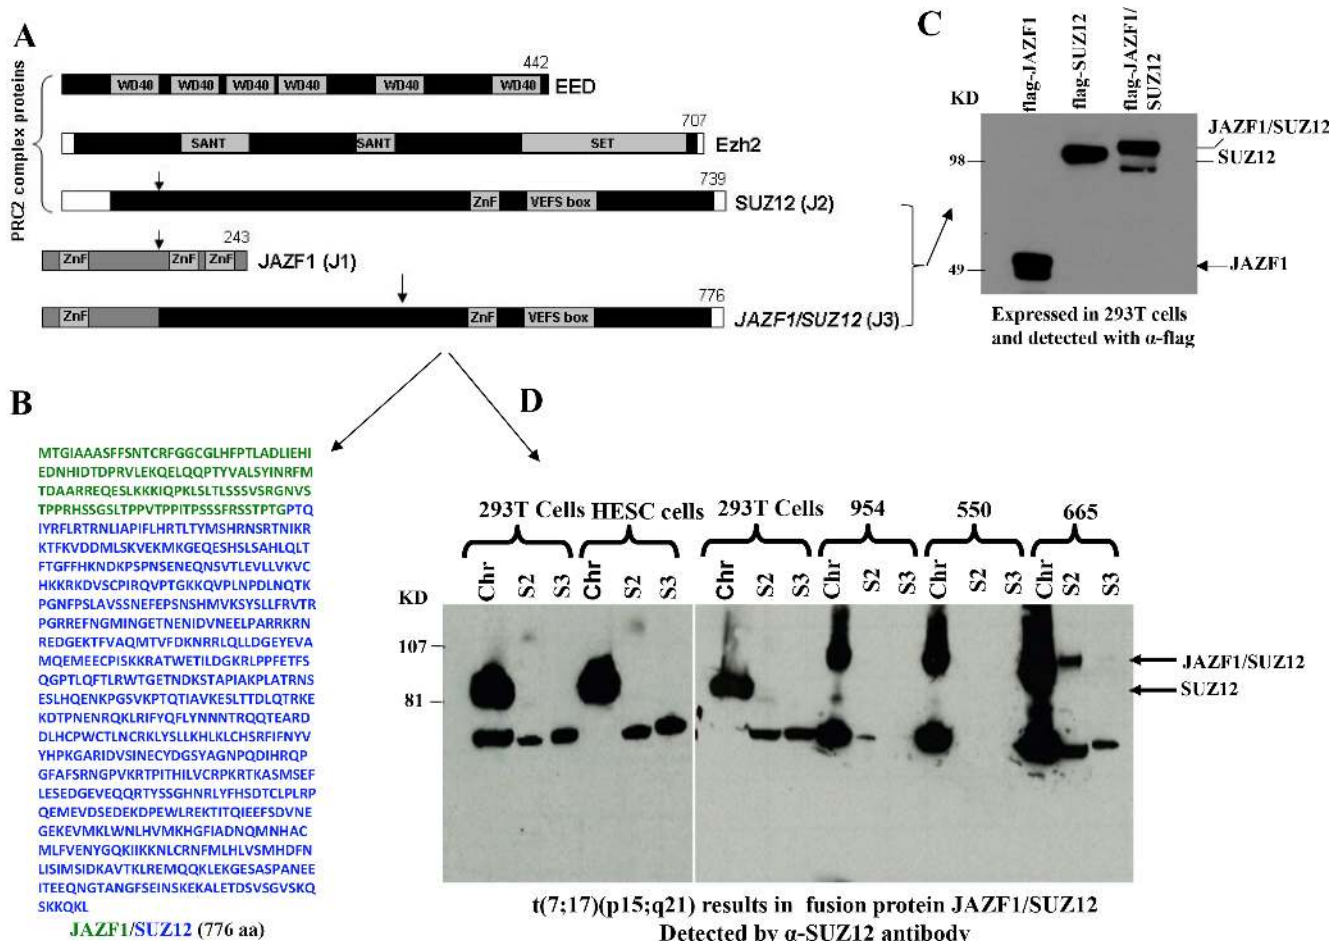 A
PRC2 complex proteins
442
WD40 WD40 WD40 WD40 WD40 WD40
EED
707
SANT SANT SET
Ezh2
739
ZnF VEFS box
SUZ12 (J2)
243
ZnF ZnF ZnF
JAZF1 (J1)
776
ZnF ZnF VEFS box
JAZF1/SUZ12 (J3)
C
KD
flag-JAZF1
flag-SUZ12
flag-JAZF1/
SUZ12
98
49
JAZF1/SUZ12
SUZ12
JAZF1
Expressed in 293T cells
and detected with α-flag
B
MTGIAAASFFSNTCRFGGCGLHFPTLADLIEHI
EDNHIDTDPRVLEKQELQQPTYVALSYINRFM
TDAARREQESLKKKIQPKLSLTLSSSVSRGNVS
TPPRHSSGSLTPPVTPPITPSSSFRSSTPTGPTQ
IYRFLRTRNLIAPIFLHRTLTYMSHRNSRTNIKR
KTFKVDDMLSKVEKMKGEQESHSLSAHLQLT
FTGFFHKNDKPSPNSENEQNSVTLEVLLVKVC
HKKRKDVSCPIRQVPTGKKQVPLNPDLNQTK
PGNFPSLAVSSNEFEPSNSHMVKSYSLLFRVTR
PGRREFNGMINGETNENIDVNEELPARRKRN
REDGEKTFVAQMTVFDKNRRLQLLDGEYEVA
MQEMEECPISKKRATWETILDGKRLPPFETFS
QGPTLQFTLRWTGETNDKSTAPIAKPLATRNS
ESLHQENKPGSVKPTQTIAVKESLTTDLQTRKE
KDTPNENRQKLRIFYQFLYNNNTRQQTEARD
DLHCPWCTLNCRKLYSLLKHLKLCHSRFIFNYV
YHPKGARIDVSINECYDGSYAGNPQDIHRQP
GFAFSRNGPVKRTPITHILVCRPKRTKASMSEF
LESEDGEVEQQRTYSSGHNRLYFHSDTCLPLRP
QEMEVDSEDEKDPEWLREKTITQIEEFSDVNE
GEKEVMKLWNLHVMKHGFIADNQMNHAC
MLFVENYGQKIIKKNLCRNFMLHLVSMHDFN
LISIMSIDKAVTKLREMQQKLEKGESASPANEE
ITEEQNGTANGFSEINSKEKALETDSVSGVSKQ
SKKQKL
JAZF1/SUZ12 (776 aa)
D
293T Cells HESC cells 293T Cells 954 550 665
Chr S2 S3 Chr S2 S3 Chr S2 S3 Chr S2 S3 Chr S2 S3 Chr S2 S3
KD
107
81
JAZF1/SUZ12
SUZ12
t(7;17)(p15;q21) results in fusion protein JAZF1/SUZ12
Detected by α-SUZ12 antibody